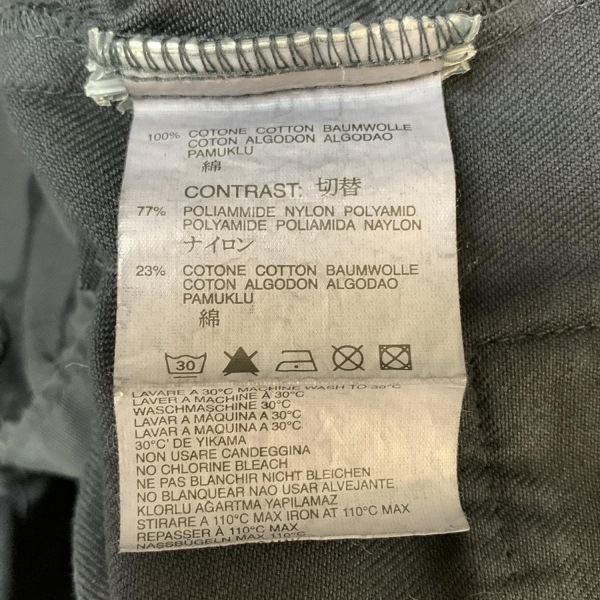 100% COTONE COTTON BAUMWOLLE
COTON ALGODON ALGODAO
PAMUKLU
綿
CONTRAST: 切替
77% POLIAMMIDE NYLON POLYAMID
POLYAMIDE POLIAMIDA NAYLON
ナイロン
23% COTONE COTTON BAUMWOLLE
COTON ALGODON ALGODAO
PAMUKLU
綿
30
LAVARE A 30°C MACHINE WASH TO 30°C
LAVER A MACHINE À 30°C
WASCHMASCHINE 30°C
LAVAR A MAQUINA A 30°C
LAVAR A MAQUINA A 30°C
30°C' DE YIKAMA
NON USARE CANDEGGINA
NO CHLORINE BLEACH
NE PAS BLANCHIR NICHT BLEICHEN
NO BLANQUEAR NAO USAR ALVEJANTE
KLORLU AĞARTMA YAPILAMAZ
STIRARE A 110°C MAX IRON AT 110°C MAX
REPASSER À 110°C MAX
NASSBÜGELN MAX 110°C